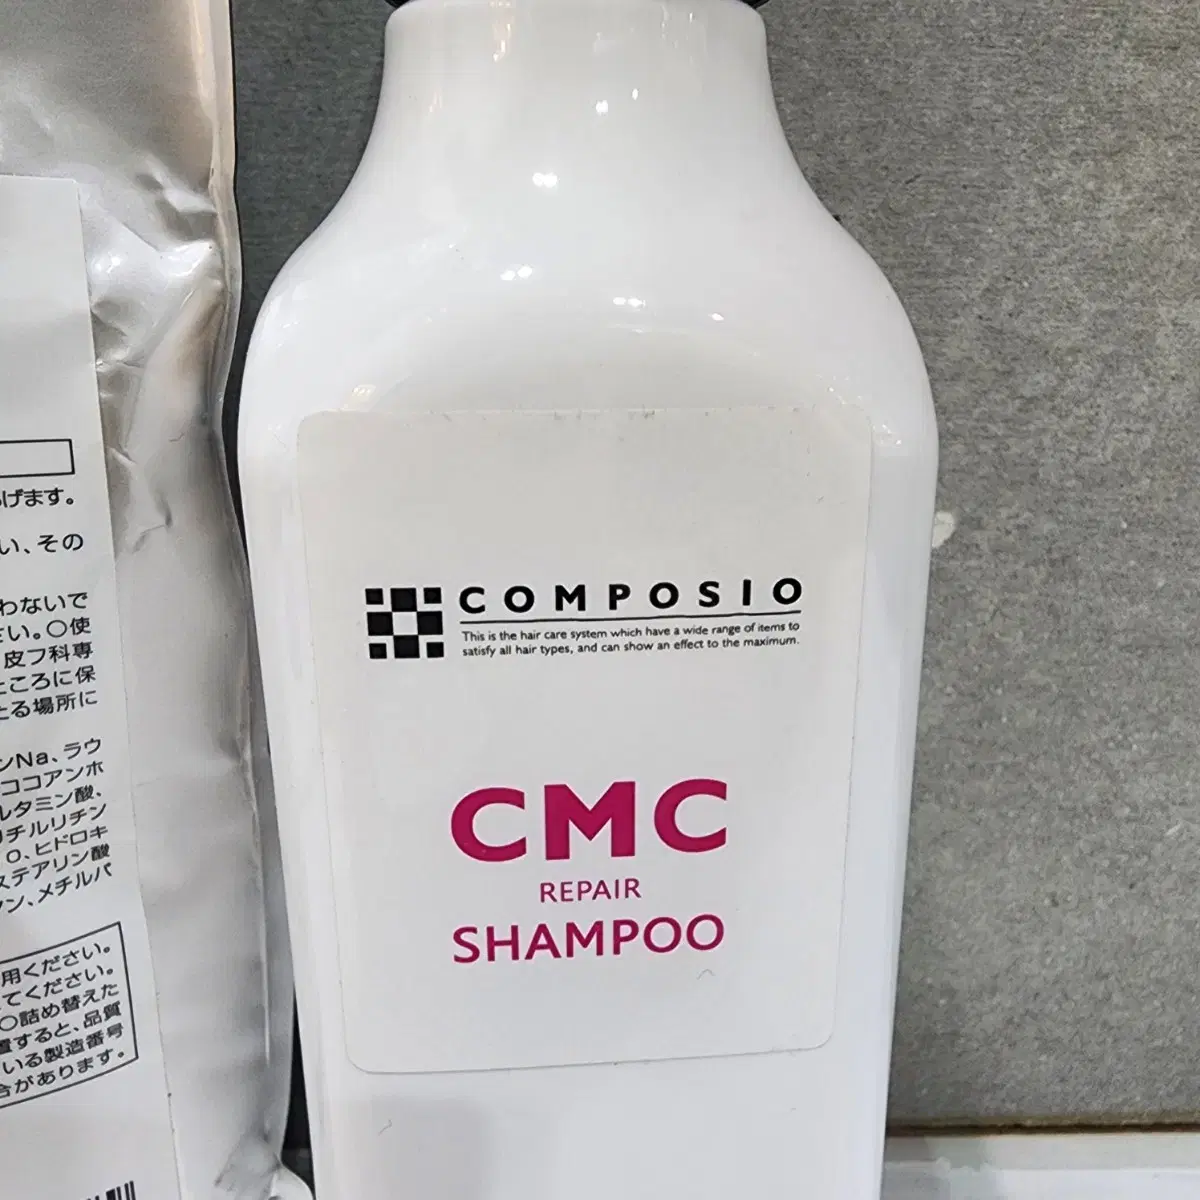 げます。
い、その
わないで
さい。○使
皮フ科専
ところに保
たる場所に
ンNa、ラウ
ココアンホ
ルタミン酸、
リチルリチン
O、ヒドロキ
ステアリン酸
ン、メチルパ
用ください。
てください。
○詰め替えた
置すると、品質
いる製造番号
合があります。
COMPOSIO
This is the hair care system which have a wide range of items to
satisfy all hair types, and can show an effect to the maximum.
CMC
REPAIR
SHAMPOO